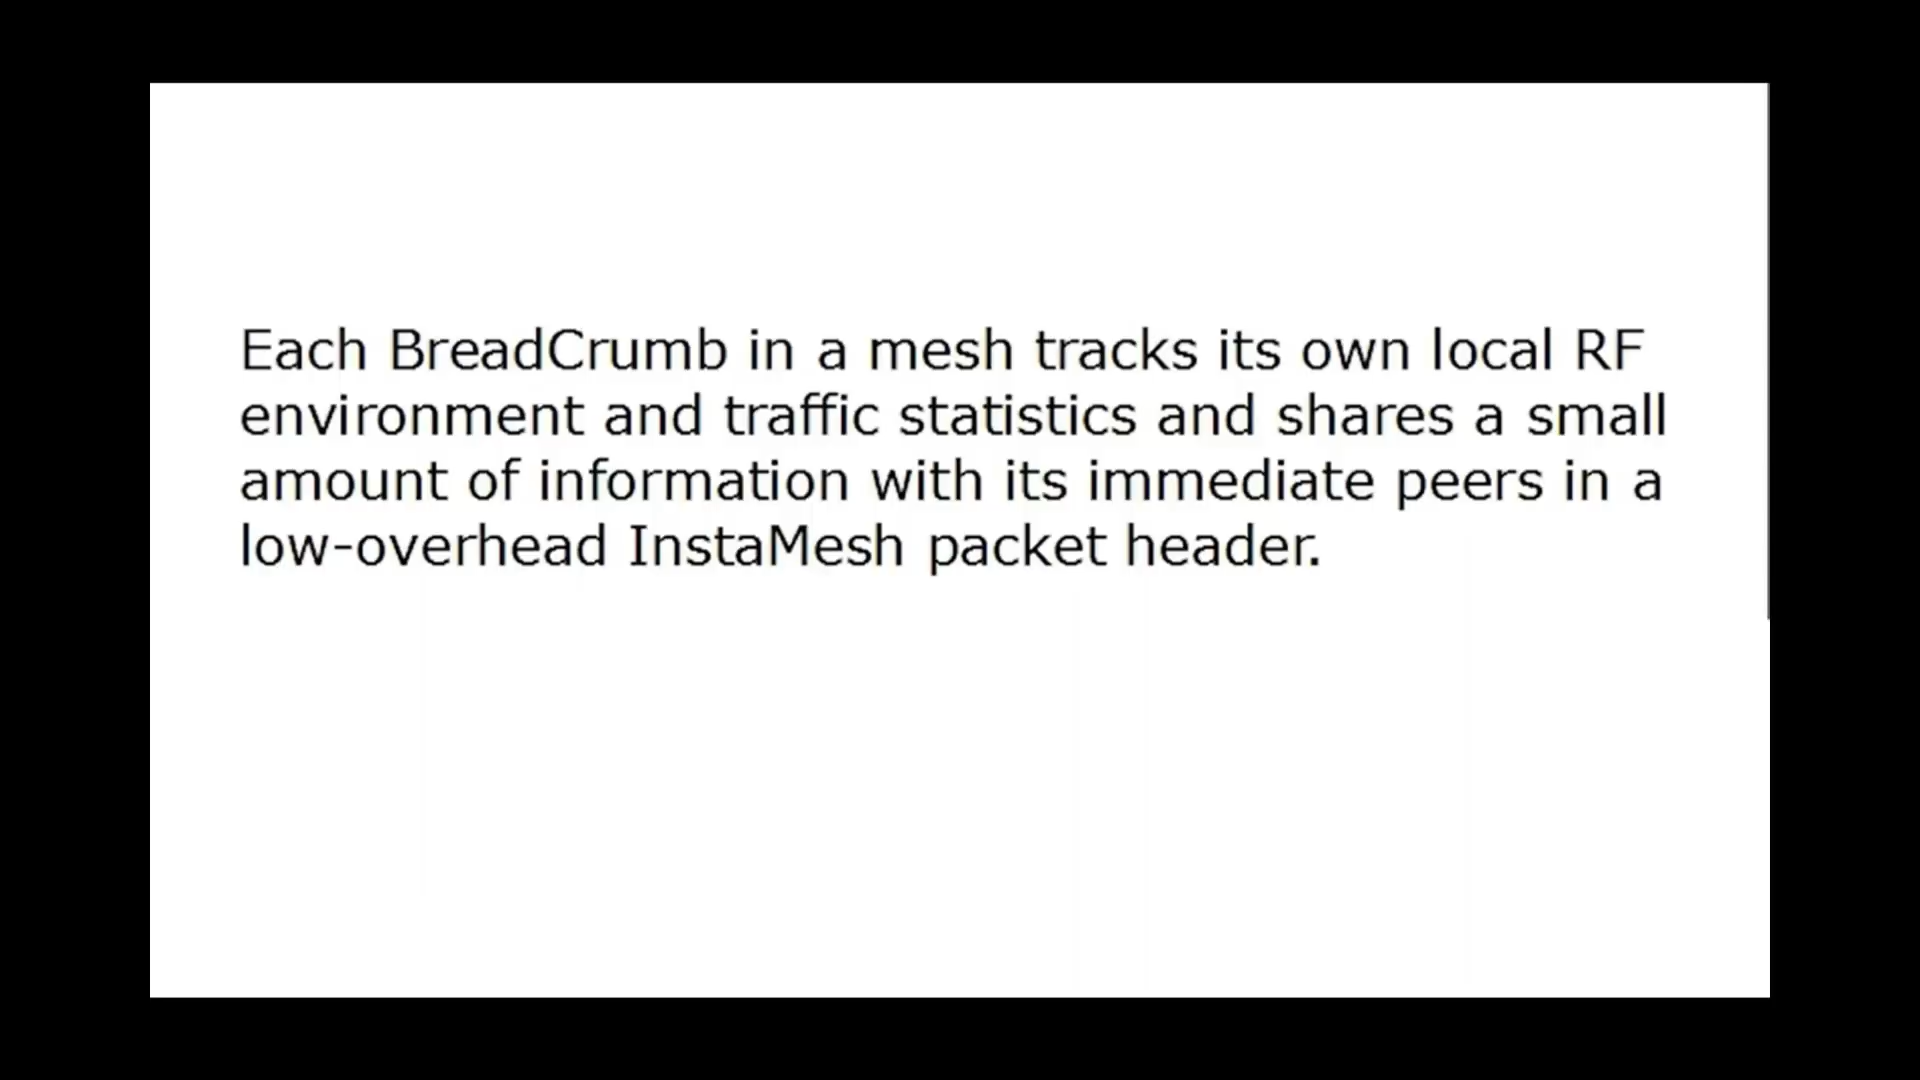 Each BreadCrumb in a mesh tracks its own local RF
environment and traffic statistics and shares a small
amount of information with its immediate peers in a
low-overhead InstaMesh packet header.